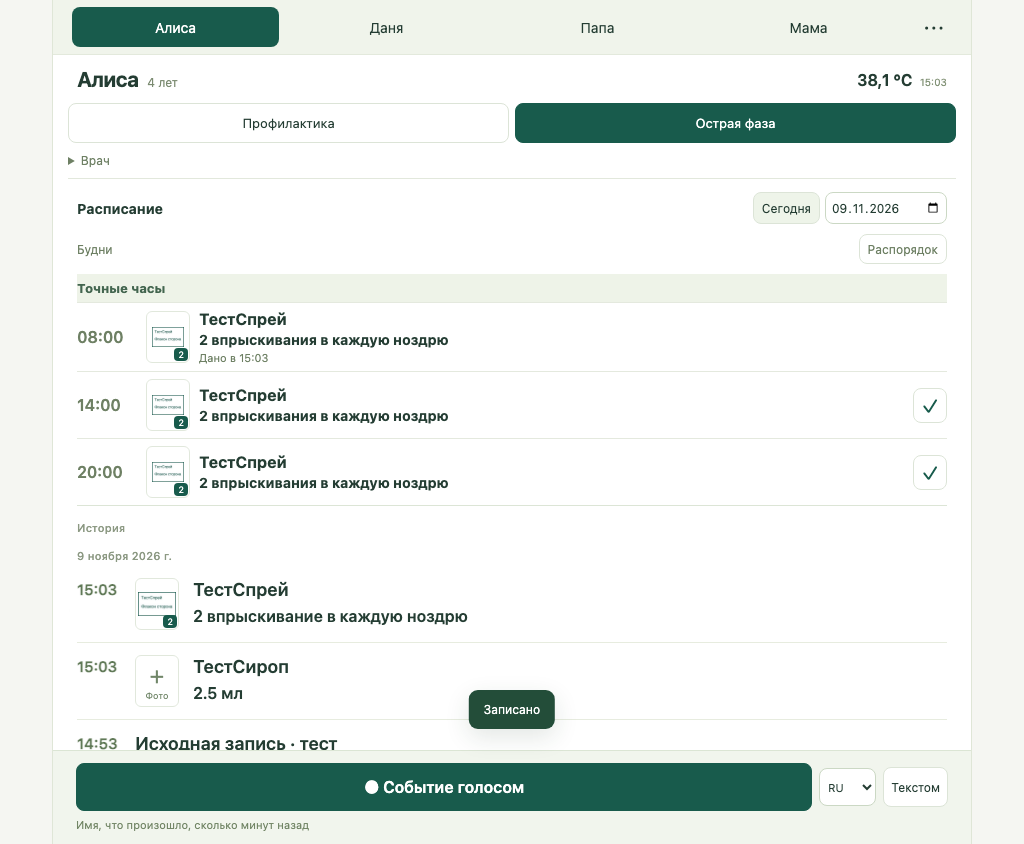 Алиса Даня Папа Мама ...
Алиса 4 лет 38,1 °C 15:03
Профилактика Острая фаза
Врач
Расписание Сегодня 09.11.2026
Будни Распорядок
Точные часы
08:00 ТестСпрей
2 впрыскивания в каждую ноздрю
2 Дано в 15:03
14:00 ТестСпрей
2 впрыскивания в каждую ноздрю
2
20:00 ТестСпрей
2 впрыскивания в каждую ноздрю
2
История
9 ноября 2026 г.
15:03 ТестСпрей
2 впрыскивание в каждую ноздрю
2
15:03 ТестСироп
Фото 2.5 мл
Записано
14:53 Исходная запись · тест
Событие голосом RU Текстом
Имя, что произошло, сколько минут назад